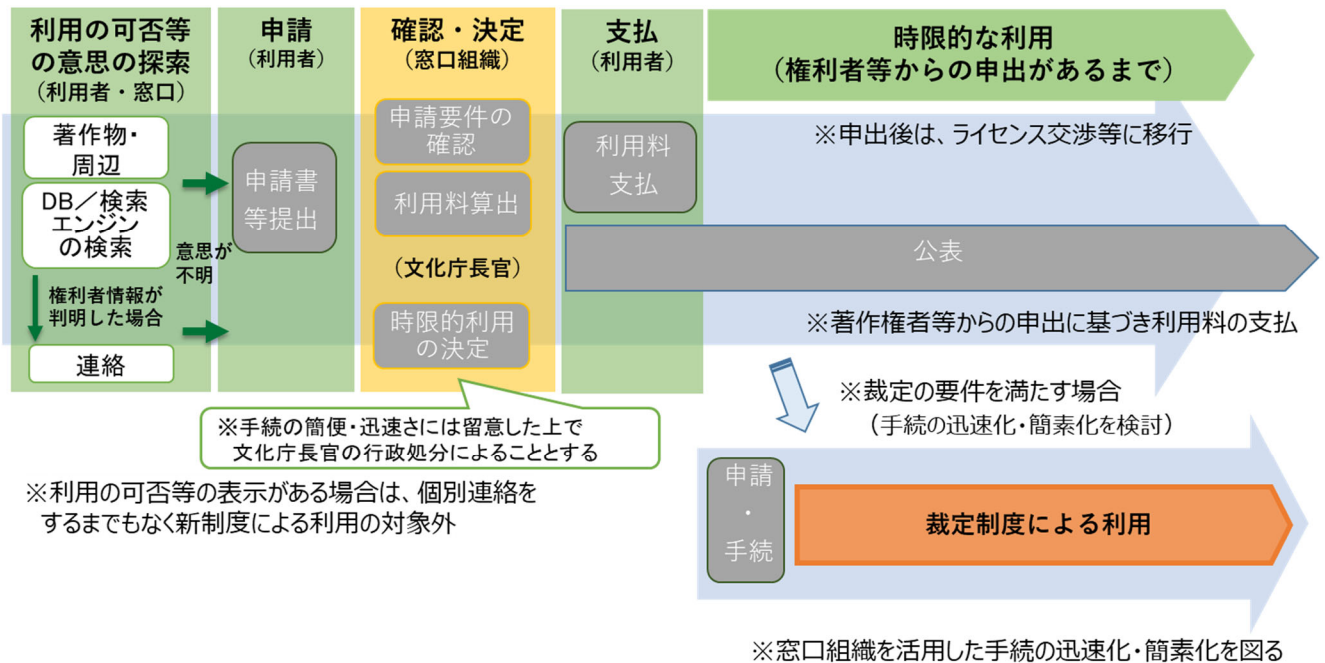 利用の可否等
の意思の探索
（利用者・窓口）
著作物・
周辺
DB／検索
エンジン
の検索
意思が
不明
権利者情報が
判明した場合
連絡
申請
（利用者）
申請書
等提出
確認・決定
（窓口組織）
申請要件の
確認
利用料算出
（文化庁長官）
時限的利用
の決定
支払
（利用者）
利用料
支払
時限的な利用
（権利者等からの申出があるまで）
※申出後は、ライセンス交渉等に移行
公表
※著作権者等からの申出に基づき利用料の支払
※手続の簡便・迅速さには留意した上で
文化庁長官の行政処分によることとする
※利用の可否等の表示がある場合は、個別連絡を
するまでもなく新制度による利用の対象外
※裁定の要件を満たす場合
（手続の迅速化・簡素化を検討）
申請
・
手続
裁定制度による利用
※窓口組織を活用した手続の迅速化・簡素化を図る